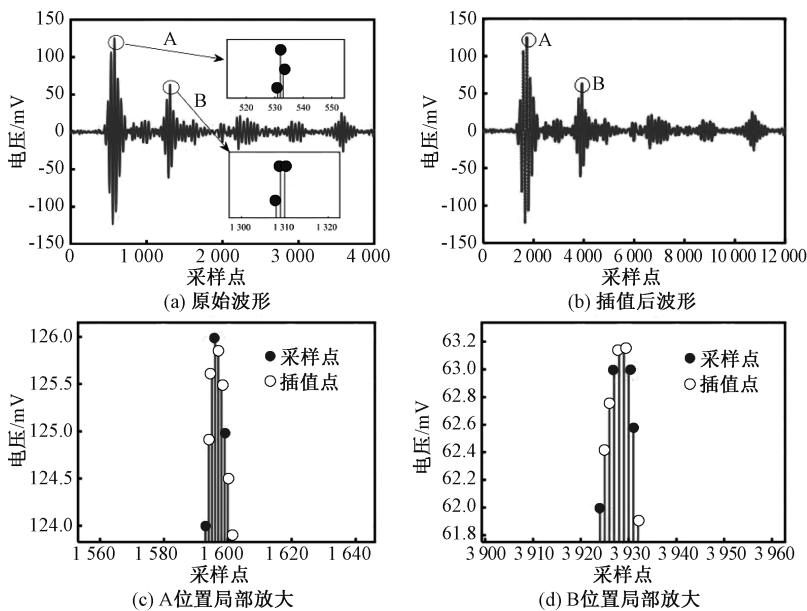 150
100
50
0
-50
-100
-150
电压/mV
A
B
520 530 540 550
1 300 1 310 1 320
0 1 000 2 000 3 000 4 000
采样点
(a) 原始波形
150
100
50
0
-50
-100
-150
电压/mV
A
B
0 2 000 4 000 6 000 8 000 10 000 12 000
采样点
(b) 插值后波形
126.0
125.5
125.0
124.5
124.0
电压/mV
采样点
插值点
1 560 1 580 1 600 1 620 1 640
采样点
(c) A位置局部放大
63.2
63.0
62.8
62.6
62.4
62.2
62.0
61.8
电压/mV
采样点
插值点
3 900 3 910 3 920 3 930 3 940 3 950 3 960
采样点
(d) B位置局部放大